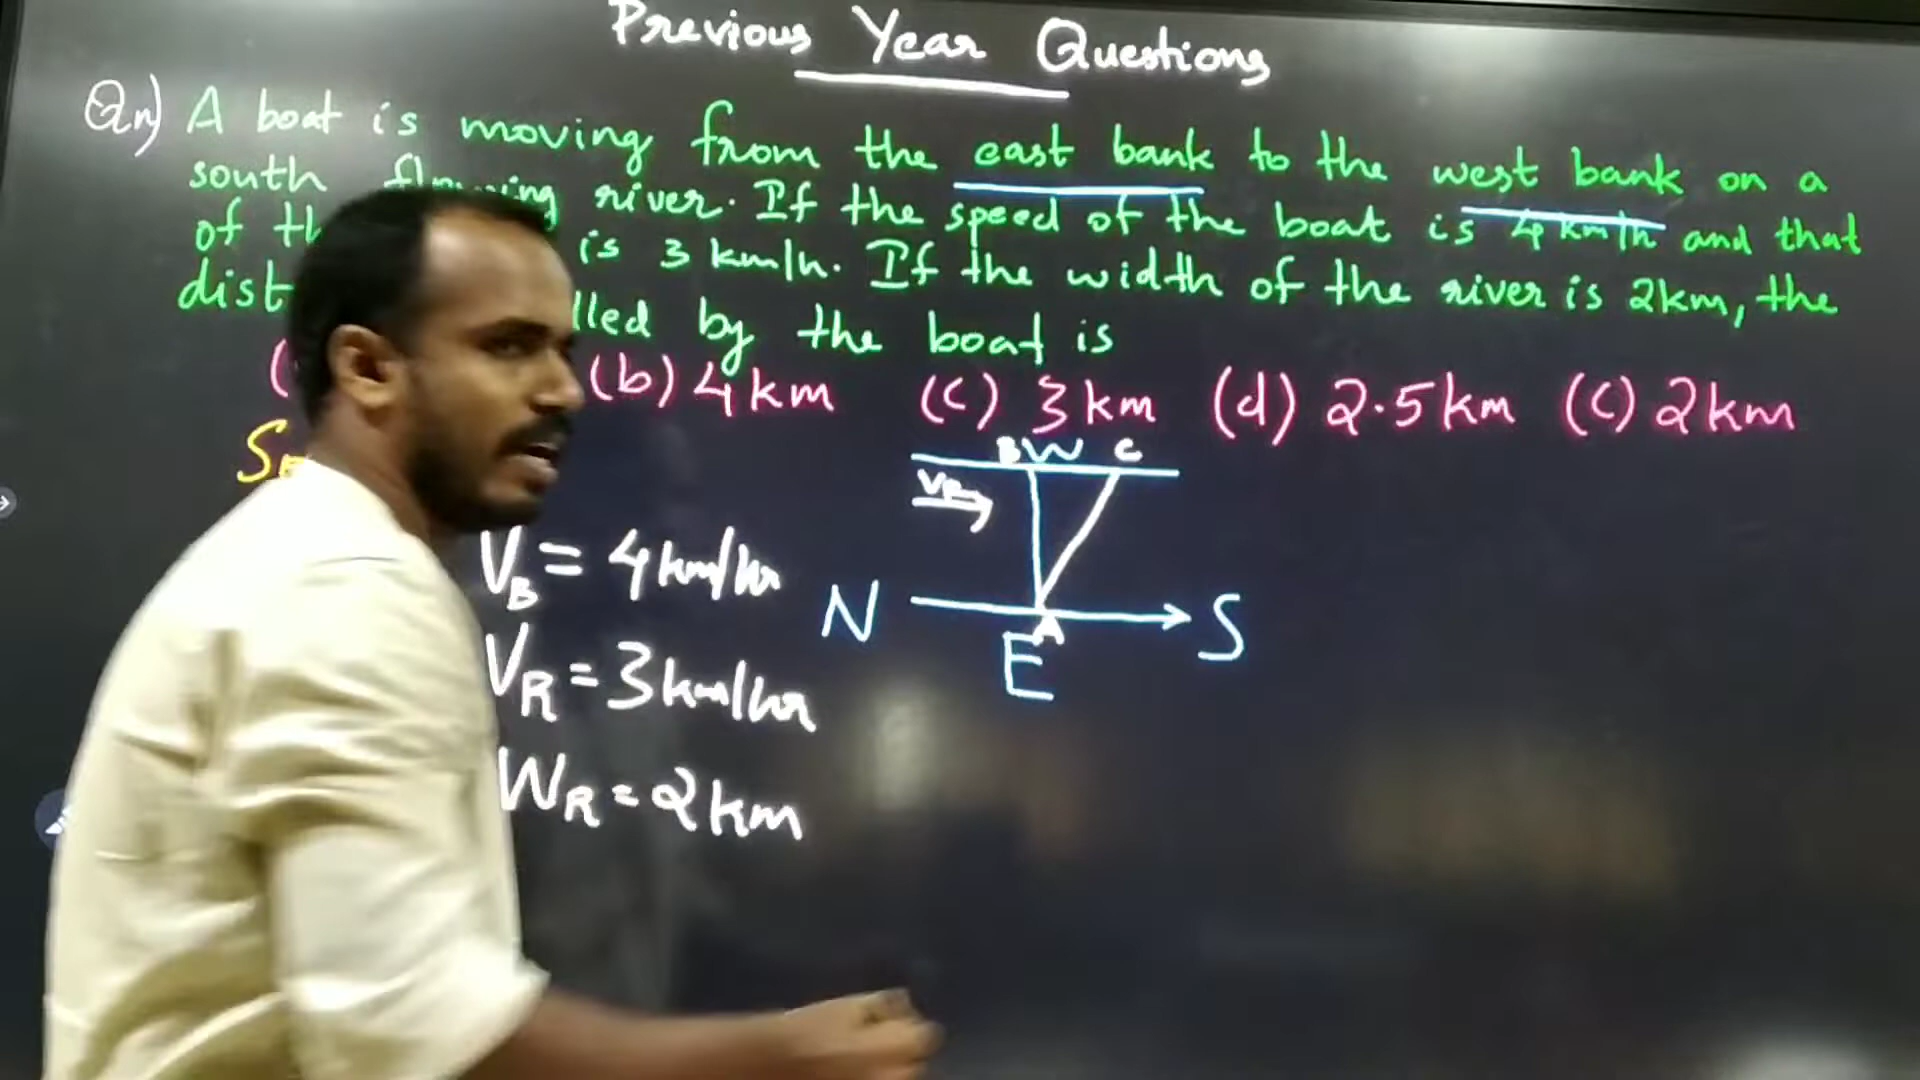 Previous Year Questions
Qn) A boat is moving from the east bank to the west bank on a
south flowing river. If the speed of the boat is 4 km/h and that
of is 3 km/h. If the width of the river is 2km, the
by the boat is
(b) 4 km (c) 3 km (d) 2.5 km (c) 2 km
B W C
VR
VB = 4 km/hr
N S
A
E
VR = 3 km/hr
WR = 2 km